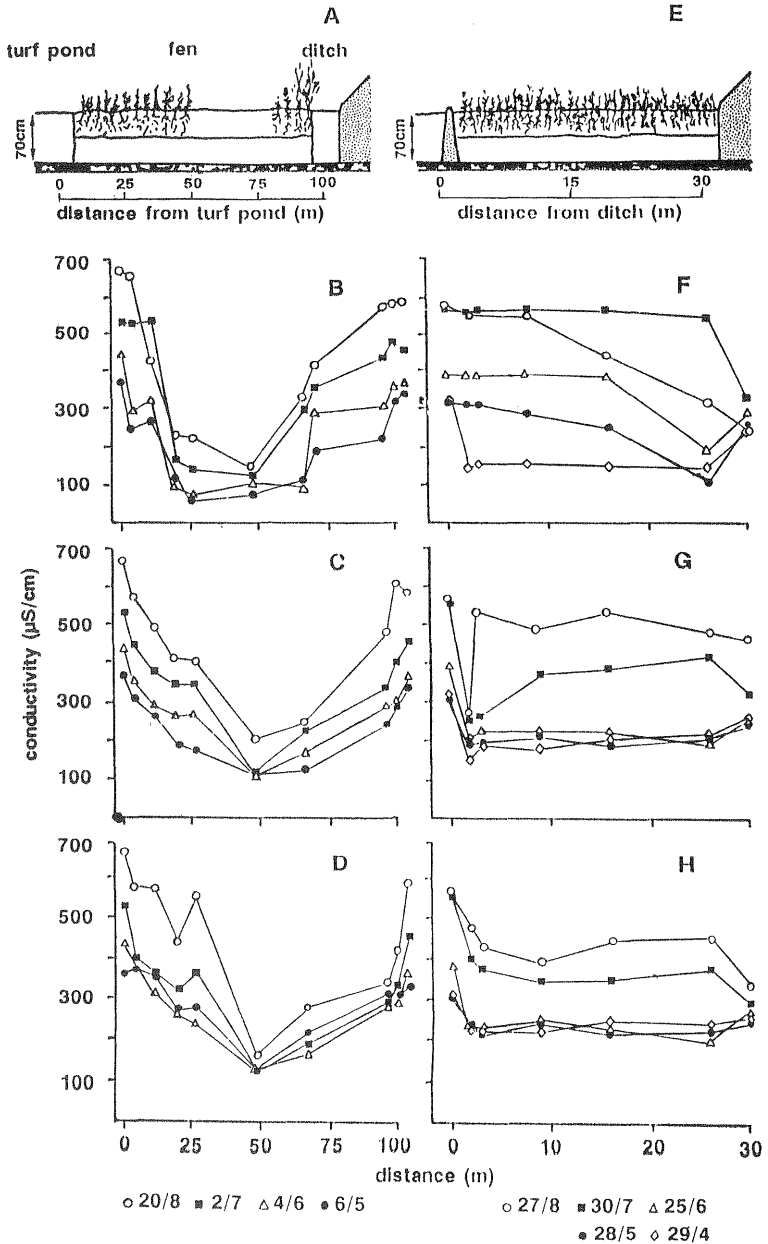 A
E
turf pond fen ditch
70cm
70cm
0 25 50 75 100
distance from turf pond (m)
0 15 30
distance from ditch (m)
700
500
300
100
B
F
700
500
300
100
C
G
conductivity (µS/cm)
700
500
300
100
D
H
0 25 50 100
0 10 20 30
distance (m)
20/8 2/7 4/6 6/5
27/8 30/7 25/6
28/5 29/4